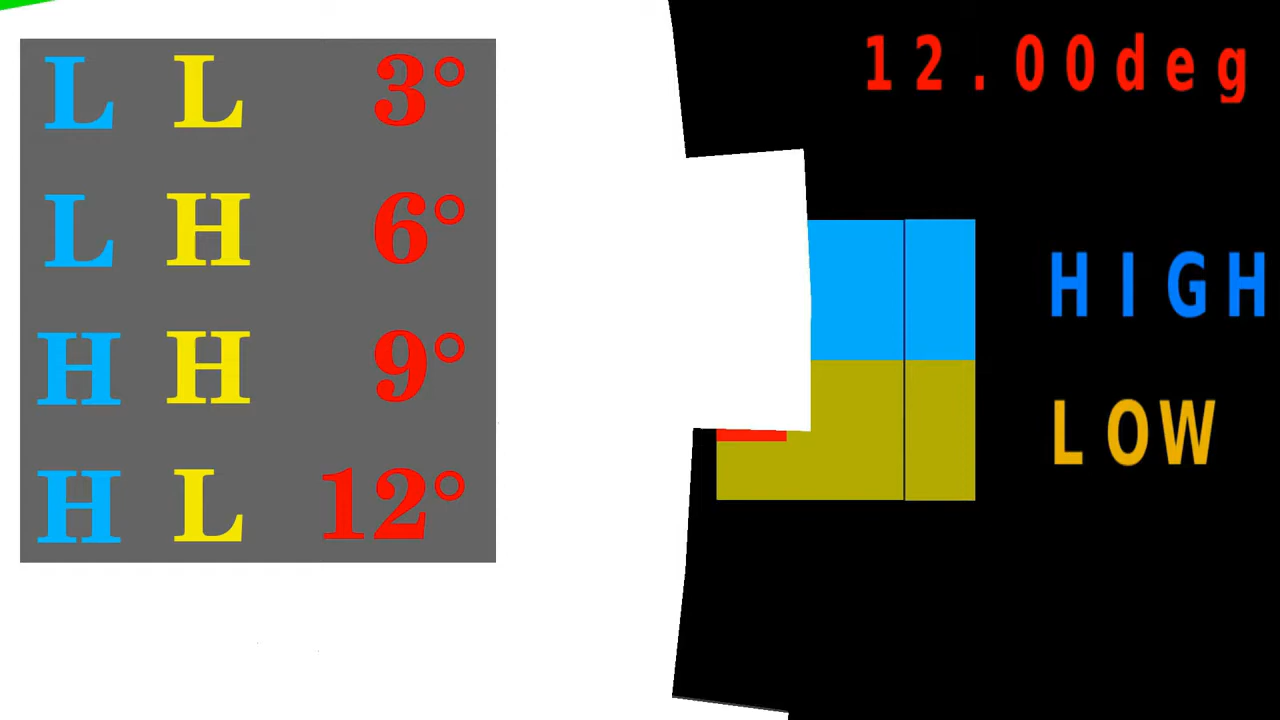 L L 3°
L H 6°
H H 9°
H L 12°
12.00deg
HIGH
LOW